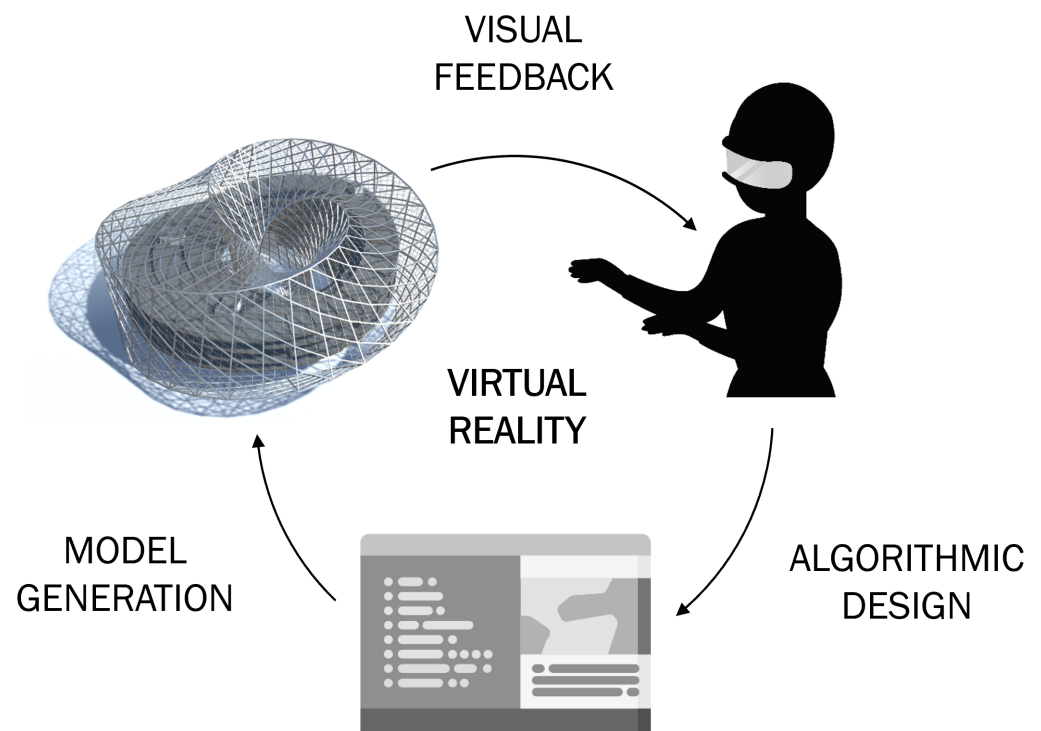 VISUAL
FEEDBACK
VIRTUAL
REALITY
MODEL
GENERATION
ALGORITHMIC
DESIGN